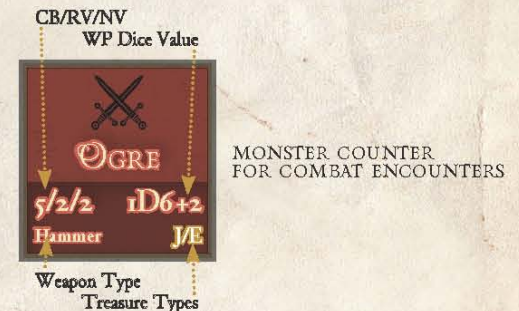 CB/RV/NV
WP Dice Value
OGRE
MONSTER COUNTER
FOR COMBAT ENCOUNTERS
5/2/2 1D6+2
Hammer J/E
Weapon Type
Treasure Types